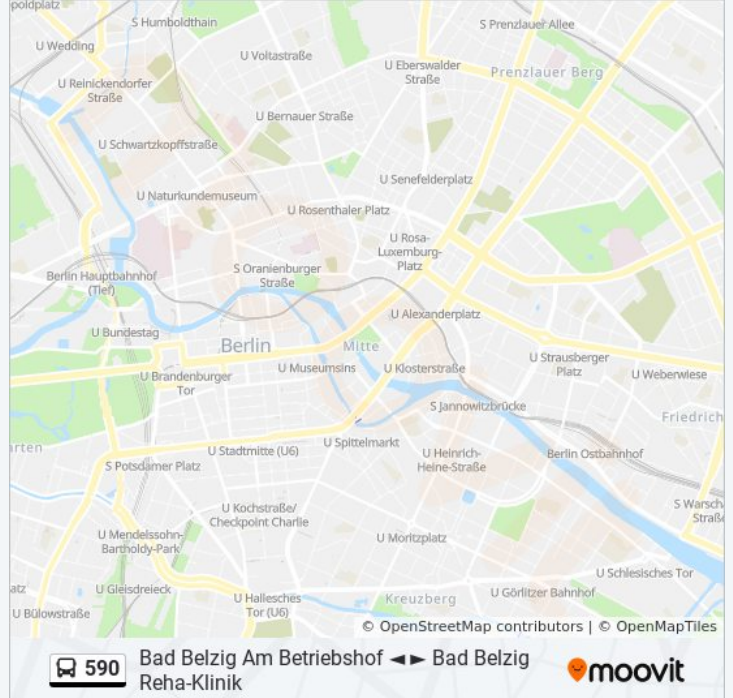 poldplatz
S Humboldthain
S Prenzlauer Allee
U Wedding
U Voltastraße
U Eberswalder
Straße
Prenzlauer Berg
U Reinickendorfer
Straße
U Bernauer Straße
U Schwartzkopffstraße
U Senefelderplatz
U Naturkundemuseum
U Rosenthaler Platz
U Rosa-
Luxemburg-
Platz
Berlin Hauptbahnhof
(Tief)
S Oranienburger
Straße
U Alexanderplatz
U Bundestag
Berlin
Mitte
U Strausberger
Platz
U Museumsins
U Klosterstraße
U Weberwiese
U Brandenburger
Tor
S Jannowitzbrücke
Friedrich
U Spittelmarkt
arten
U Stadtmitte (U6)
U Heinrich-
Heine-Straße
Berlin Ostbahnhof
S Potsdamer Platz
S Warsch
Straße
U Kochstraße/
Checkpoint Charlie
U Mendelssohn-
Bartholdy-Park
U Moritzplatz
U Schlesisches Tor
atz
U Gleisdreieck
U Görlitzer Bahnhof
U Hallesches
Tor (U6)
Kreuzberg
U Bülowstraße
© OpenStreetMap contributors | © OpenMapTiles
590
Bad Belzig Am Betriebshof ◄ ► Bad Belzig
Reha-Klinik
moovit